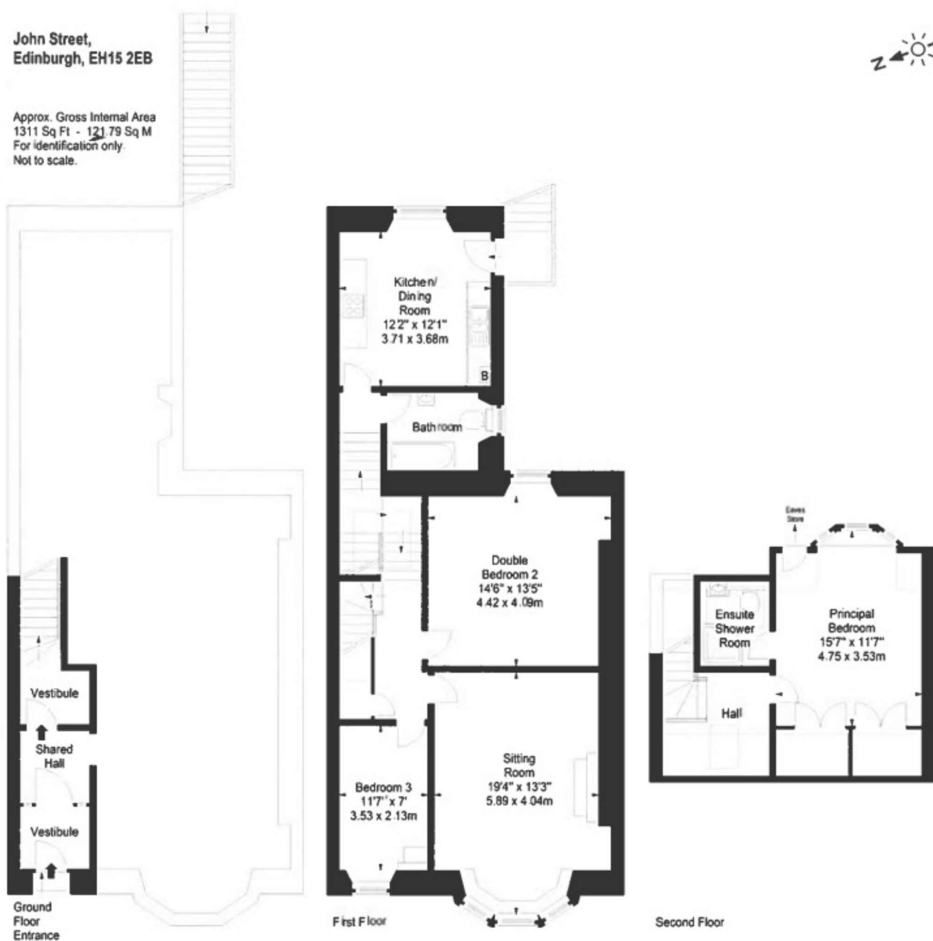 John Street,
Edinburgh, EH15 2EB
Approx. Gross Internal Area
1311 Sq Ft - 121.79 Sq M
For identification only.
Not to scale.
N
Kitchen/
Dining
Room
12'2" x 12'1"
3.71 x 3.68m
B
Bathroom
Double
Bedroom 2
14'6" x 13'5"
4.42 x 4.09m
Eaves
Store
Ensuite
Shower
Room
Principal
Bedroom
15'7" x 11'7"
4.75 x 3.53m
Hall
Vestibule
Shared
Hall
Vestibule
Bedroom 3
11'7" x 7'
3.53 x 2.13m
Sitting
Room
19'4" x 13'3"
5.89 x 4.04m
Ground
Floor
Entrance
First Floor
Second Floor